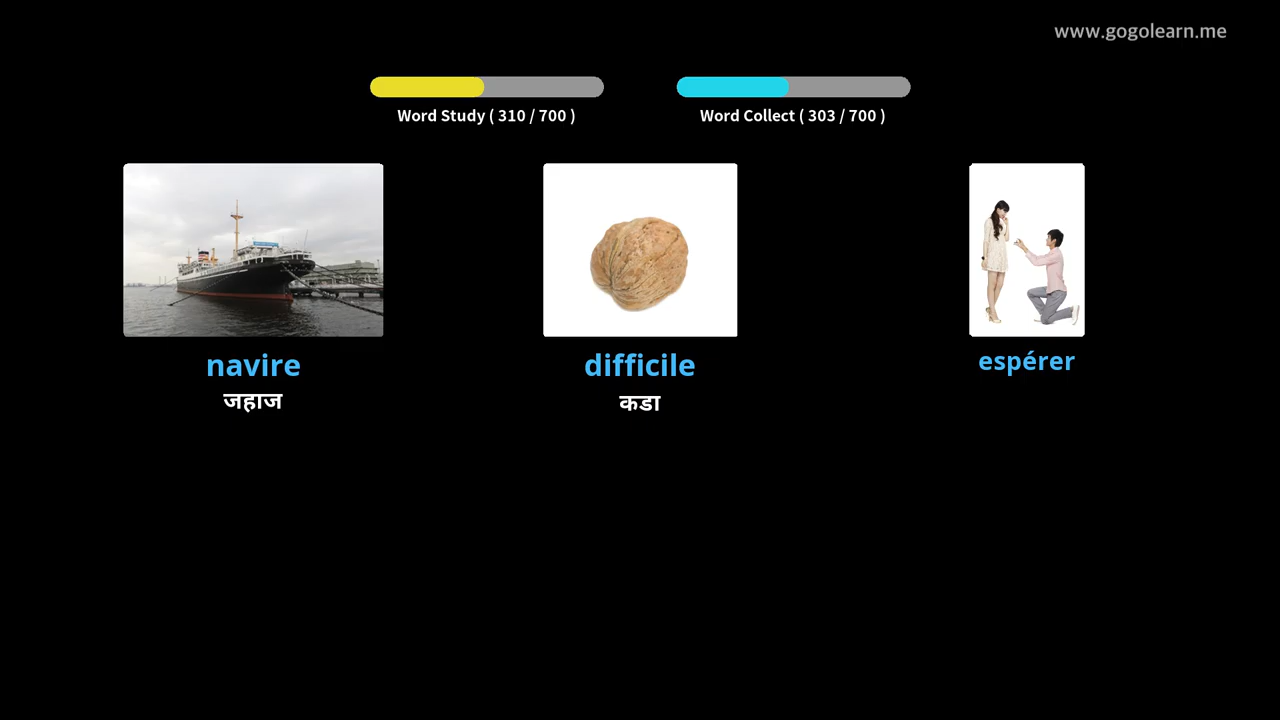 www.gogolearn.me
Word Study ( 310 / 700 )
Word Collect ( 303 / 700 )
navire
difficile
espérer
जहाज
कडा